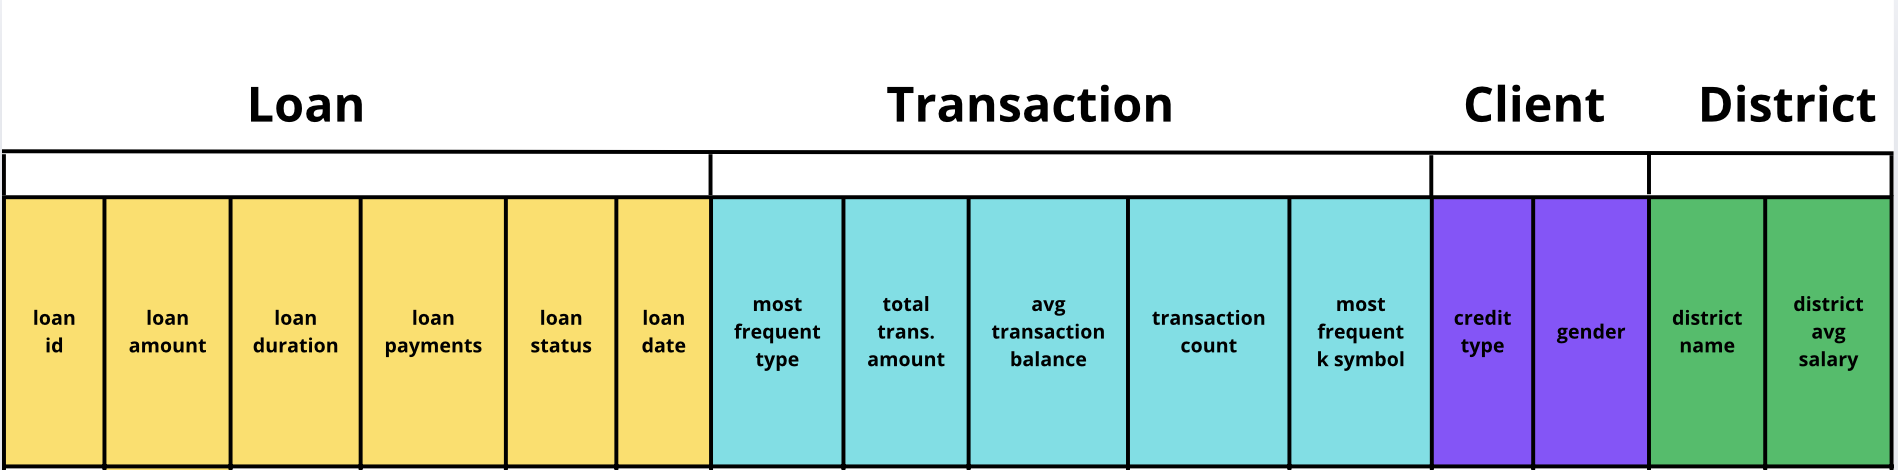 Loan
Transaction
Client
District
loan
id
loan
amount
loan
duration
loan
payments
loan
status
loan
date
most
frequent
type
total
trans.
amount
avg
transaction
balance
transaction
count
most
frequent
k symbol
credit
type
gender
district
name
district
avg
salary